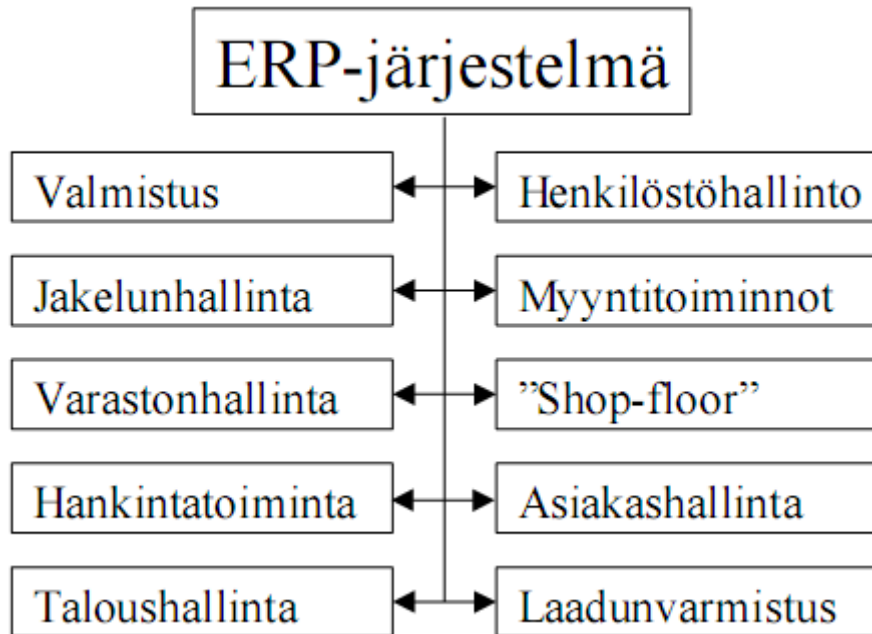 ERP-järjestelmä
Valmistus
Henkilöstöhallinto
Jakelunhallinta
Myyntitoiminnot
Varastonhallinta
”Shop-floor”
Hankintatoiminta
Asiakashallinta
Taloushallinta
Laadunvarmistus